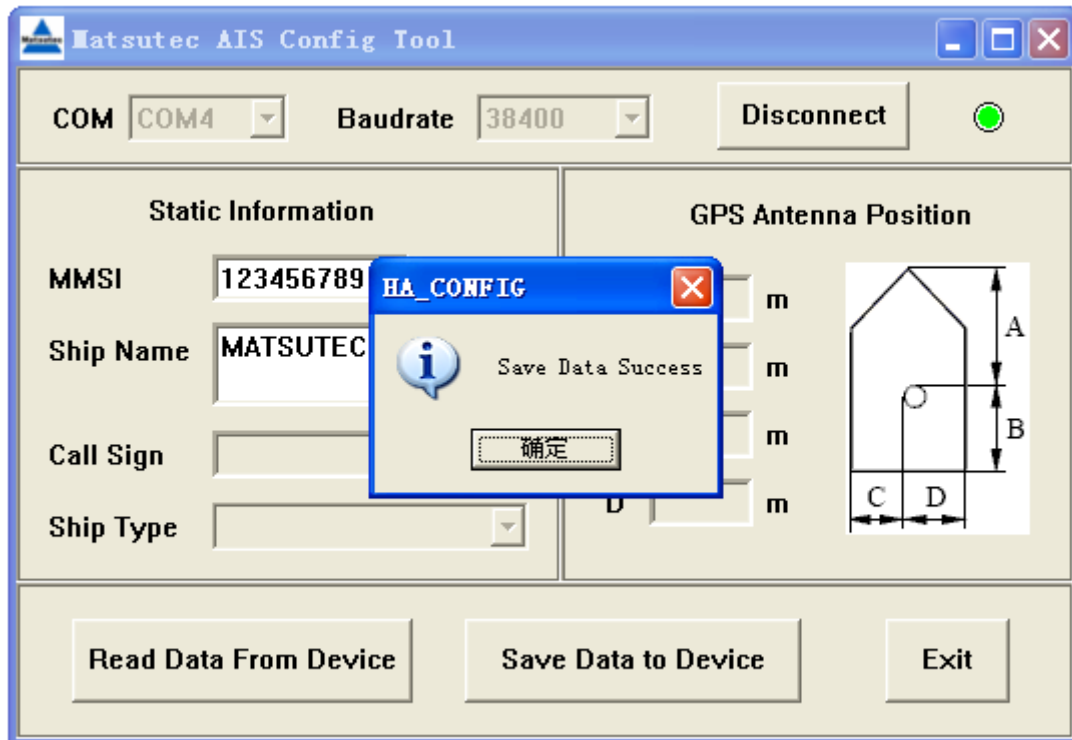 Matsutec AIS Config Tool
COM COM4 Baudrate 38400 Disconnect
Static Information
MMSI 123456789
Ship Name MATSUTEC
Call Sign
Ship Type
GPS Antenna Position
m
m
m
D m
A
B
C D
HA_CONFIG
Save Data Success
确定
Read Data From Device Save Data to Device Exit